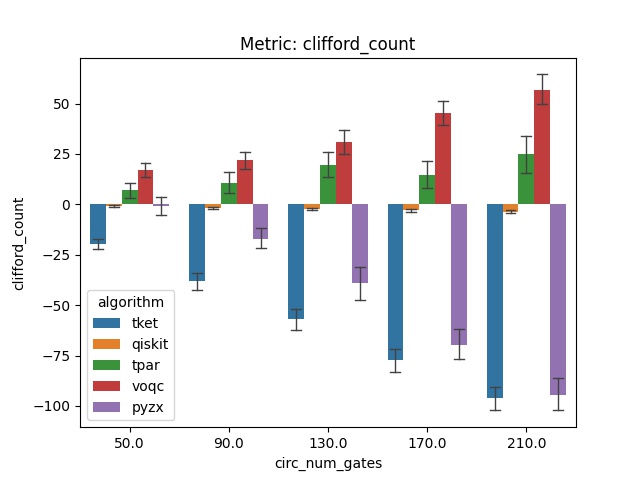 Metric: clifford_count
clifford_count
50
25
0
−25
−50
−75
−100
algorithm
tket
qiskit
tpar
voqc
pyzx
50.0 90.0 130.0 170.0 210.0
circ_num_gates